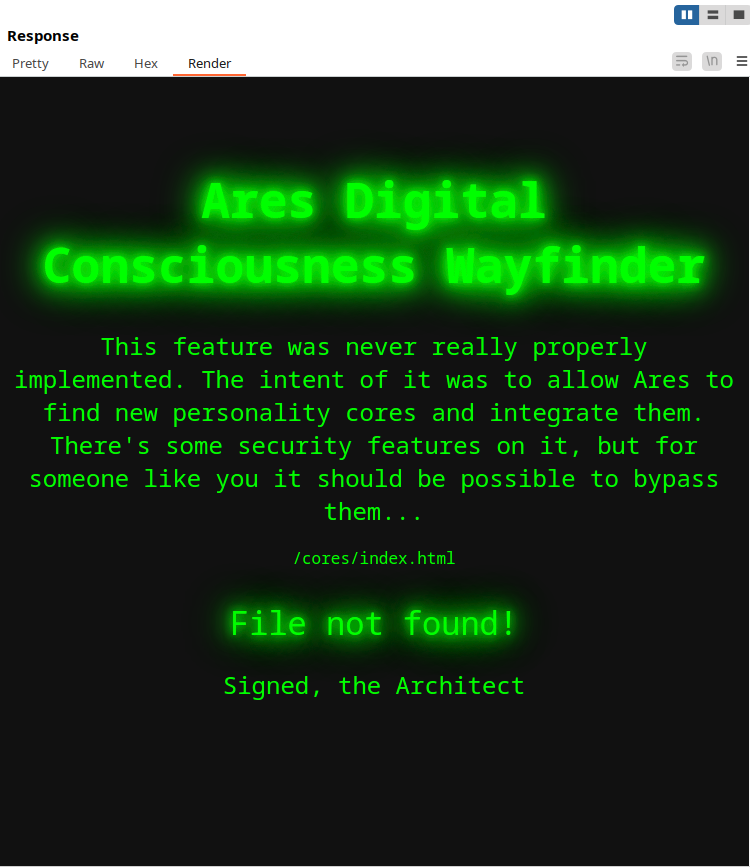 Response
Pretty Raw Hex Render \n
Ares Digital
Consciousness Wayfinder
This feature was never really properly
implemented. The intent of it was to allow Ares to
find new personality cores and integrate them.
There's some security features on it, but for
someone like you it should be possible to bypass
them...
/cores/index.html
File not found!
Signed, the Architect